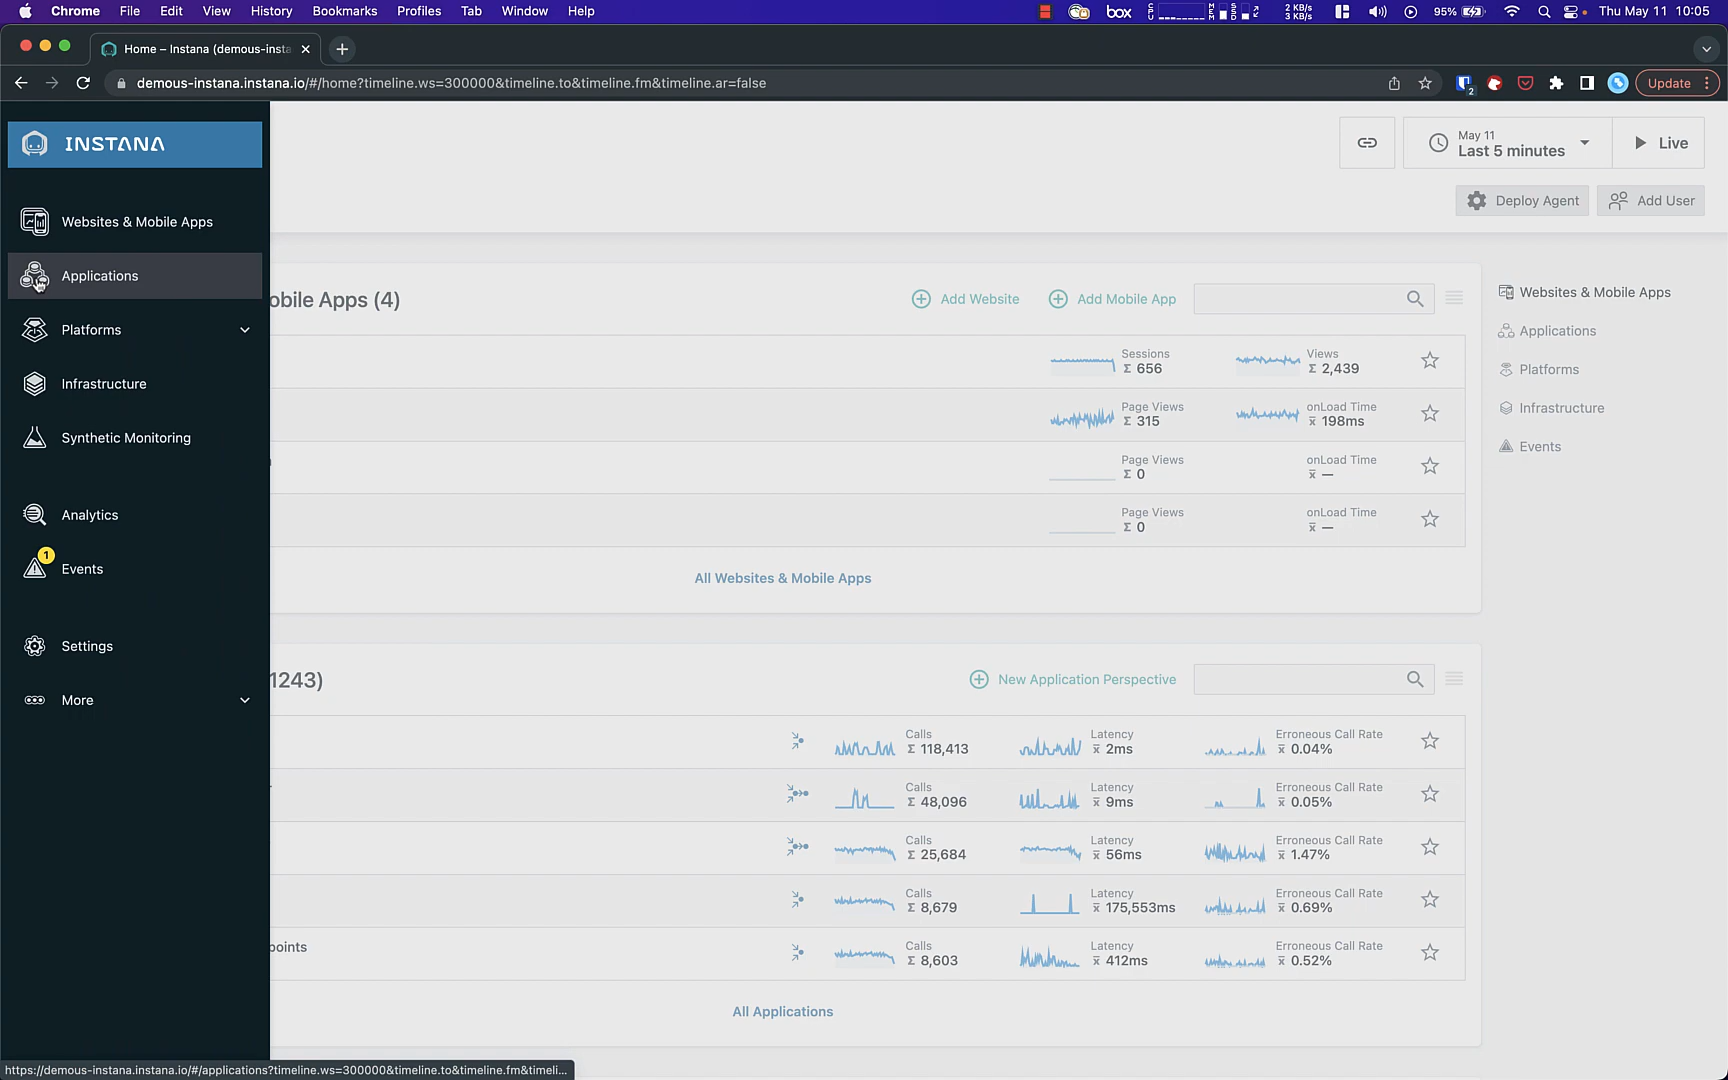 Chrome File Edit View History Bookmarks Profiles Tab Window Help
box
2 KB/s
3 KB/s
95%
Thu May 11 10:05
Home – Instana (demous-insta
demous-instana.instana.io/#/home?timeline.ws=300000&timeline.to&timeline.fm&timeline.ar=false
2
Update
INSTANA
Websites & Mobile Apps
Applications
Platforms
Infrastructure
Synthetic Monitoring
Analytics
1
Events
Settings
More
May 11
Last 5 minutes
Live
Deploy Agent
Add User
obile Apps (4)
Add Website
Add Mobile App
Sessions
Σ 656
Views
Σ 2,439
Page Views
Σ 315
onLoad Time
x̅ 198ms
Page Views
Σ 0
onLoad Time
x̅ —
Page Views
Σ 0
onLoad Time
x̅ —
All Websites & Mobile Apps
1243)
New Application Perspective
Calls
Σ 118,413
Latency
x̅ 2ms
Erroneous Call Rate
x̅ 0.04%
Calls
Σ 48,096
Latency
x̅ 9ms
Erroneous Call Rate
x̅ 0.05%
Calls
Σ 25,684
Latency
x̅ 56ms
Erroneous Call Rate
x̅ 1.47%
Calls
Σ 8,679
Latency
x̅ 175,553ms
Erroneous Call Rate
x̅ 0.69%
points
Calls
Σ 8,603
Latency
x̅ 412ms
Erroneous Call Rate
x̅ 0.52%
All Applications
Websites & Mobile Apps
Applications
Platforms
Infrastructure
Events
https://demous-instana.instana.io/#/applications?timeline.ws=300000&timeline.to&timeline.fm&timeli...